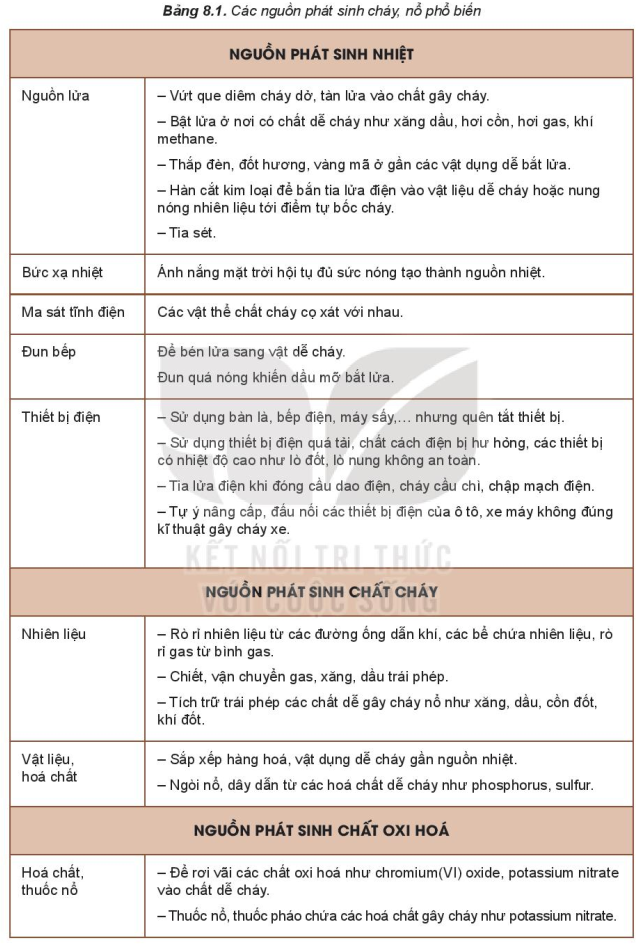 Bảng 8.1. Các nguồn phát sinh cháy, nổ phổ biến
NGUỒN PHÁT SINH NHIỆT
Nguồn lửa
– Vứt que diêm cháy dở, tàn lửa vào chất gây cháy.
– Bật lửa ở nơi có chất dễ cháy như xăng dầu, hơi cồn, hơi gas, khí
methane.
– Thắp đèn, đốt hương, vàng mã ở gần các vật dụng dễ bắt lửa.
– Hàn cắt kim loại để bắn tia lửa điện vào vật liệu dễ cháy hoặc nung
nóng nhiên liệu tới điểm tự bốc cháy.
– Tia sét.
Bức xạ nhiệt
Ánh nắng mặt trời hội tụ đủ sức nóng tạo thành nguồn nhiệt.
Ma sát tĩnh điện
Các vật thể chất cháy cọ xát với nhau.
Đun bếp
Để bén lửa sang vật dễ cháy.
Đun quá nóng khiến dầu mỡ bắt lửa.
Thiết bị điện
– Sử dụng bàn là, bếp điện, máy sấy,... nhưng quên tắt thiết bị.
– Sử dụng thiết bị điện quá tải, chất cách điện bị hư hỏng, các thiết bị
có nhiệt độ cao như lò đốt, lò nung không an toàn.
– Tia lửa điện khi đóng cầu dao điện, cháy cầu chì, chập mạch điện.
– Tự ý nâng cấp, đấu nối các thiết bị điện của ô tô, xe máy không đúng
kĩ thuật gây cháy xe.
KẾT NỐI TRI THỨC
VỚI CUỘC SỐNG
NGUỒN PHÁT SINH CHẤT CHÁY
Nhiên liệu
– Rò rỉ nhiên liệu từ các đường ống dẫn khí, các bể chứa nhiên liệu, rò
rỉ gas từ bình gas.
– Chiết, vận chuyển gas, xăng, dầu trái phép.
– Tích trữ trái phép các chất dễ gây cháy nổ như xăng, dầu, cồn đốt,
khí đốt.
Vật liệu,
hoá chất
– Sắp xếp hàng hoá, vật dụng dễ cháy gần nguồn nhiệt.
– Ngòi nổ, dây dẫn từ các hoá chất dễ cháy như phosphorus, sulfur.
NGUỒN PHÁT SINH CHẤT OXI HOÁ
Hoá chất,
thuốc nổ
– Để rơi vãi các chất oxi hoá như chromium(VI) oxide, potassium nitrate
vào chất dễ cháy.
– Thuốc nổ, thuốc pháo chứa các hoá chất gây cháy như potassium nitrate.